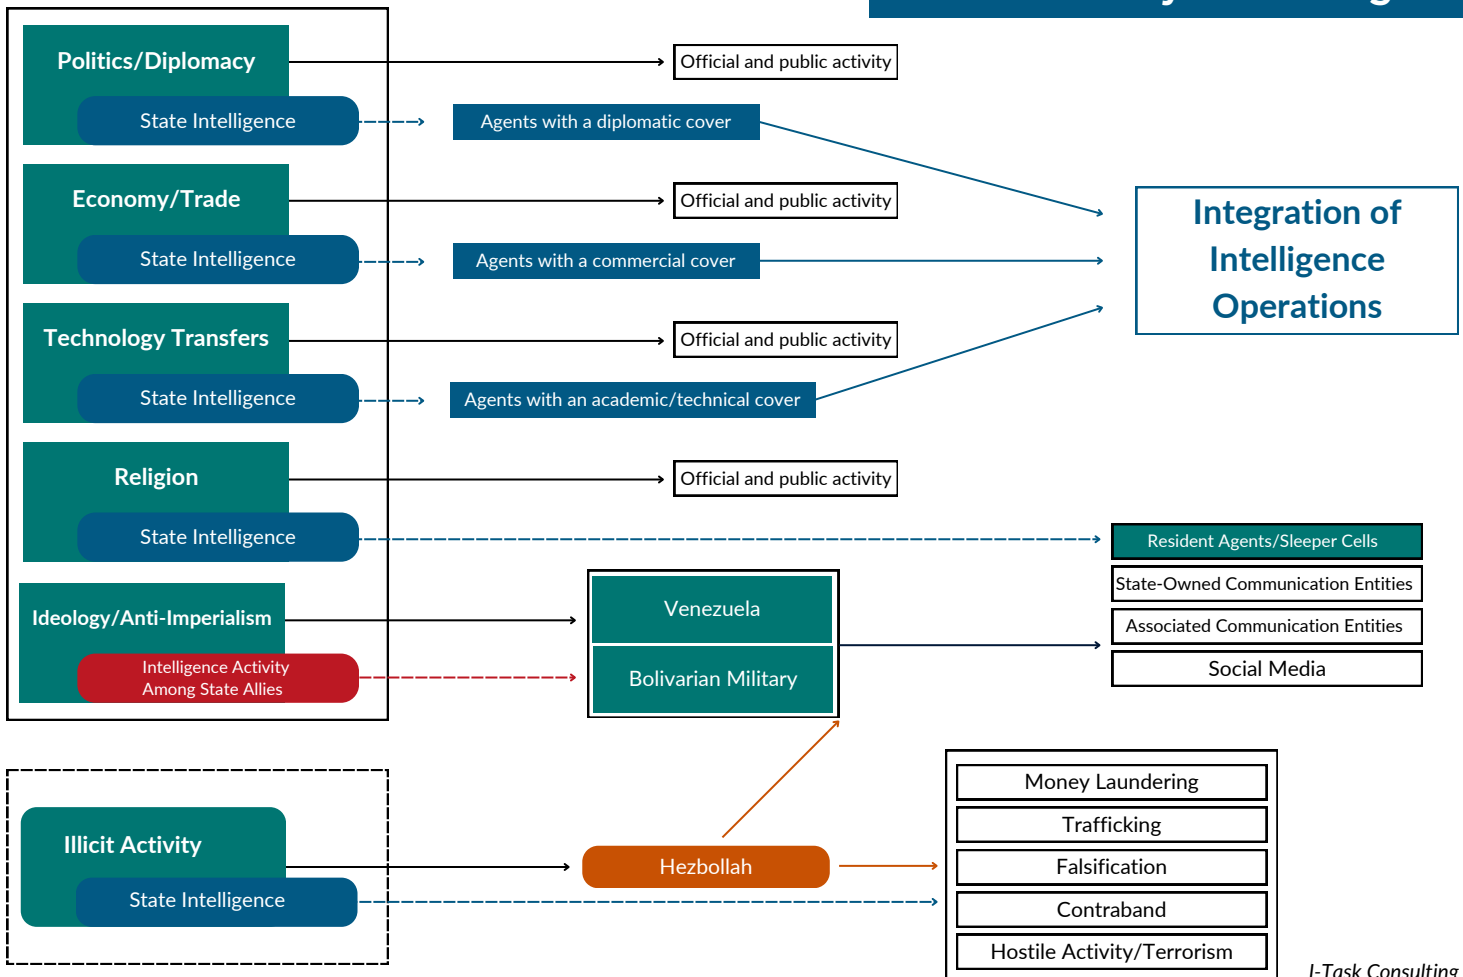 Politics/Diplomacy
Official and public activity
State Intelligence
Agents with a diplomatic cover
Economy/Trade
Official and public activity
State Intelligence
Agents with a commercial cover
Integration of
Intelligence
Operations
Technology Transfers
Official and public activity
State Intelligence
Agents with an academic/technical cover
Religion
Official and public activity
State Intelligence
Resident Agents/Sleeper Cells
State-Owned Communication Entities
Associated Communication Entities
Social Media
Ideology/Anti-Imperialism
Intelligence Activity
Among State Allies
Venezuela
Bolivarian Military
Illicit Activity
State Intelligence
Hezbollah
Money Laundering
Trafficking
Falsification
Contraband
Hostile Activity/Terrorism
I-Task Consulting